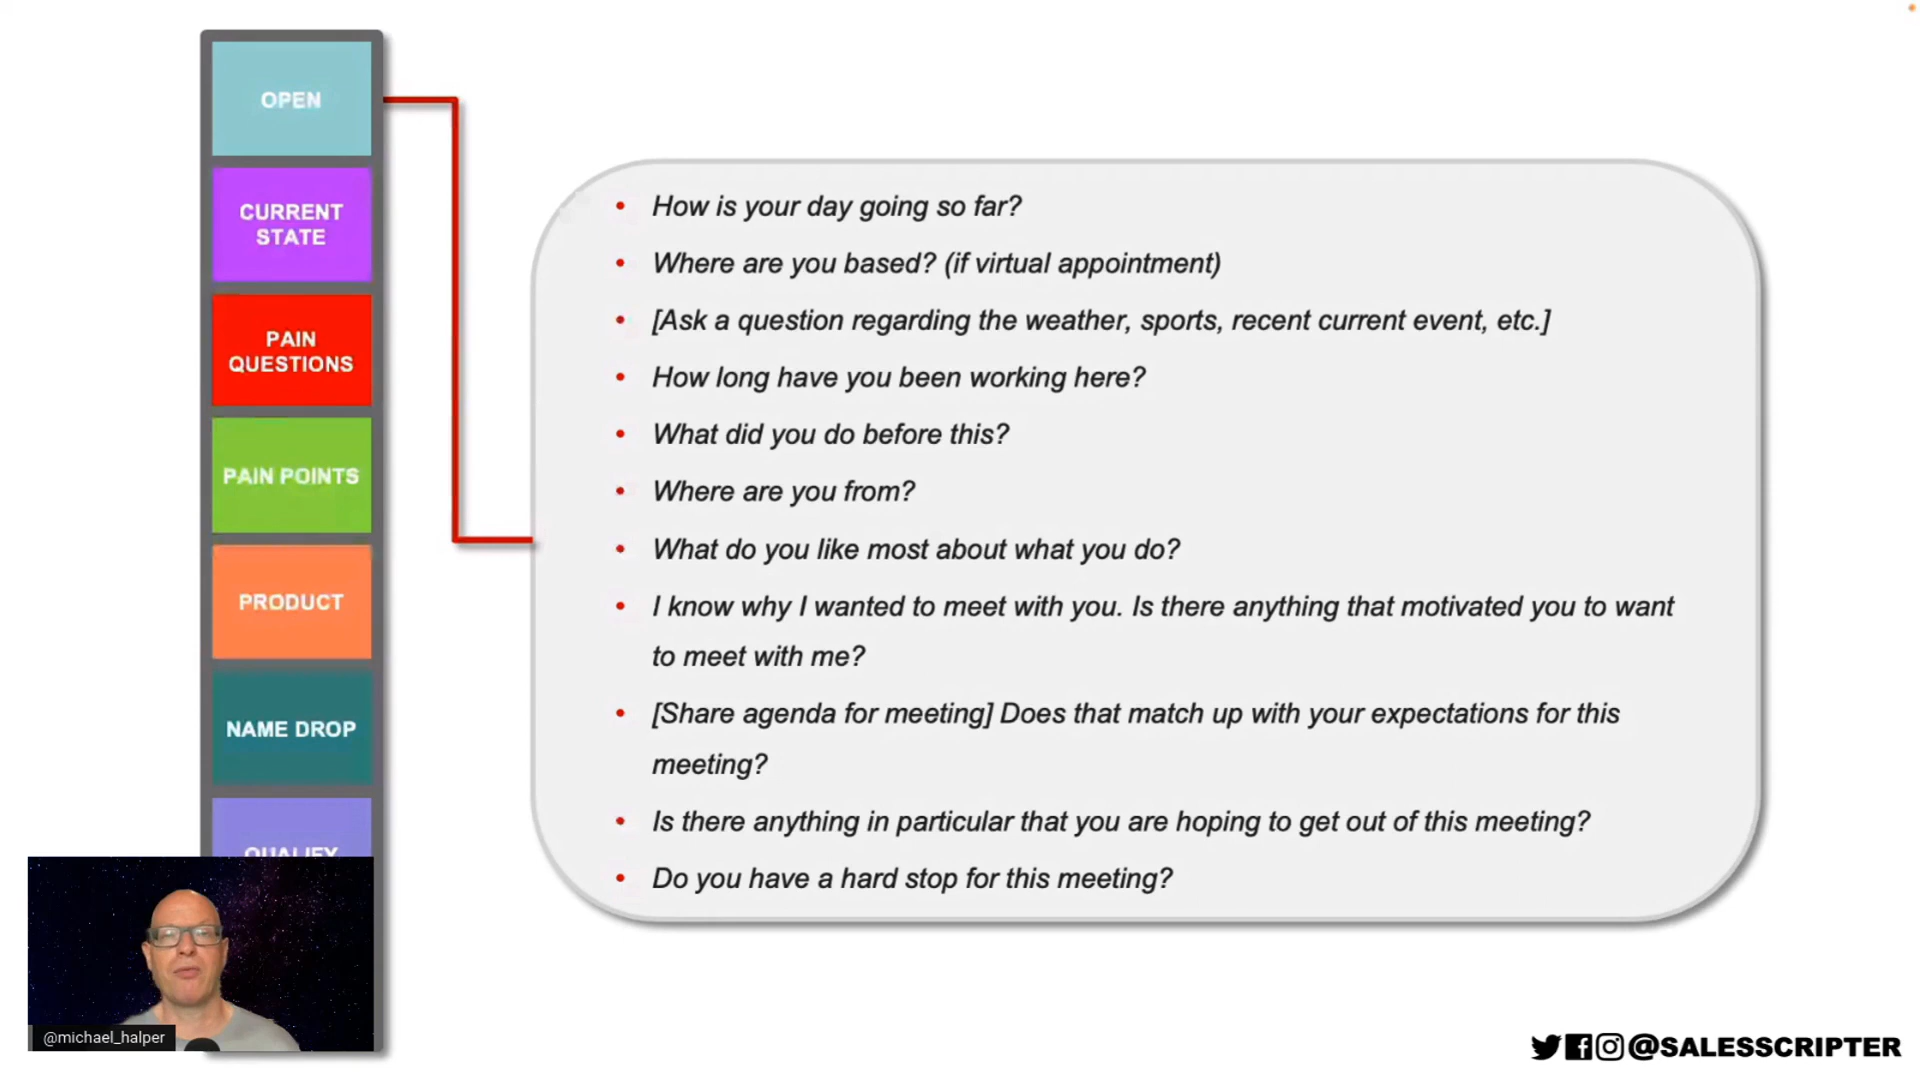 OPEN
CURRENT
STATE
PAIN
QUESTIONS
PAIN POINTS
PRODUCT
NAME DROP
QUALIFY
• How is your day going so far?
• Where are you based? (if virtual appointment)
• [Ask a question regarding the weather, sports, recent current event, etc.]
• How long have you been working here?
• What did you do before this?
• Where are you from?
• What do you like most about what you do?
• I know why I wanted to meet with you. Is there anything that motivated you to want
to meet with me?
• [Share agenda for meeting] Does that match up with your expectations for this
meeting?
• Is there anything in particular that you are hoping to get out of this meeting?
• Do you have a hard stop for this meeting?
@michael_halper
@SALESSCRIPTER